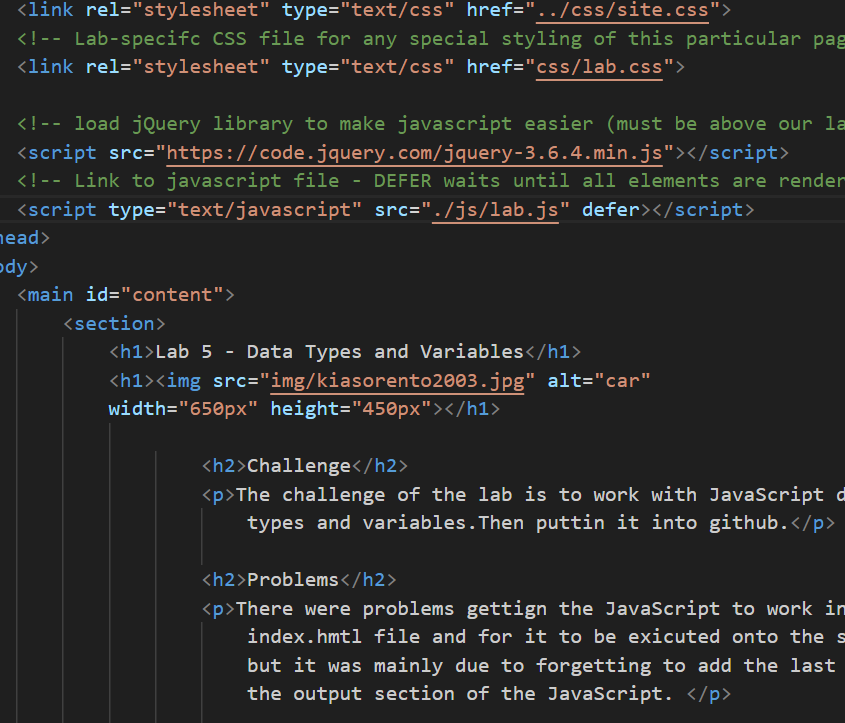 <link rel="stylesheet" type="text/css" href="../css/site.css">
<!-- Lab-specifc CSS file for any special styling of this particular pag
<link rel="stylesheet" type="text/css" href="css/lab.css">
<!-- load jQuery library to make javascript easier (must be above our la
<script src="https://code.jquery.com/jquery-3.6.4.min.js"></script>
<!-- Link to javascript file - DEFER waits until all elements are render
<script type="text/javascript" src="./js/lab.js" defer></script>
head>
ody>
<main id="content">
<section>
<h1>Lab 5 - Data Types and Variables</h1>
<h1><img src="img/kiasorento2003.jpg" alt="car"
width="650px" height="450px"></h1>
<h2>Challenge</h2>
<p>The challenge of the lab is to work with JavaScript d
types and variables.Then puttin it into github.</p>
<h2>Problems</h2>
<p>There were problems gettign the JavaScript to work in
index.hmtl file and for it to be exicuted onto the s
but it was mainly due to forgetting to add the last
the output section of the JavaScript. </p>